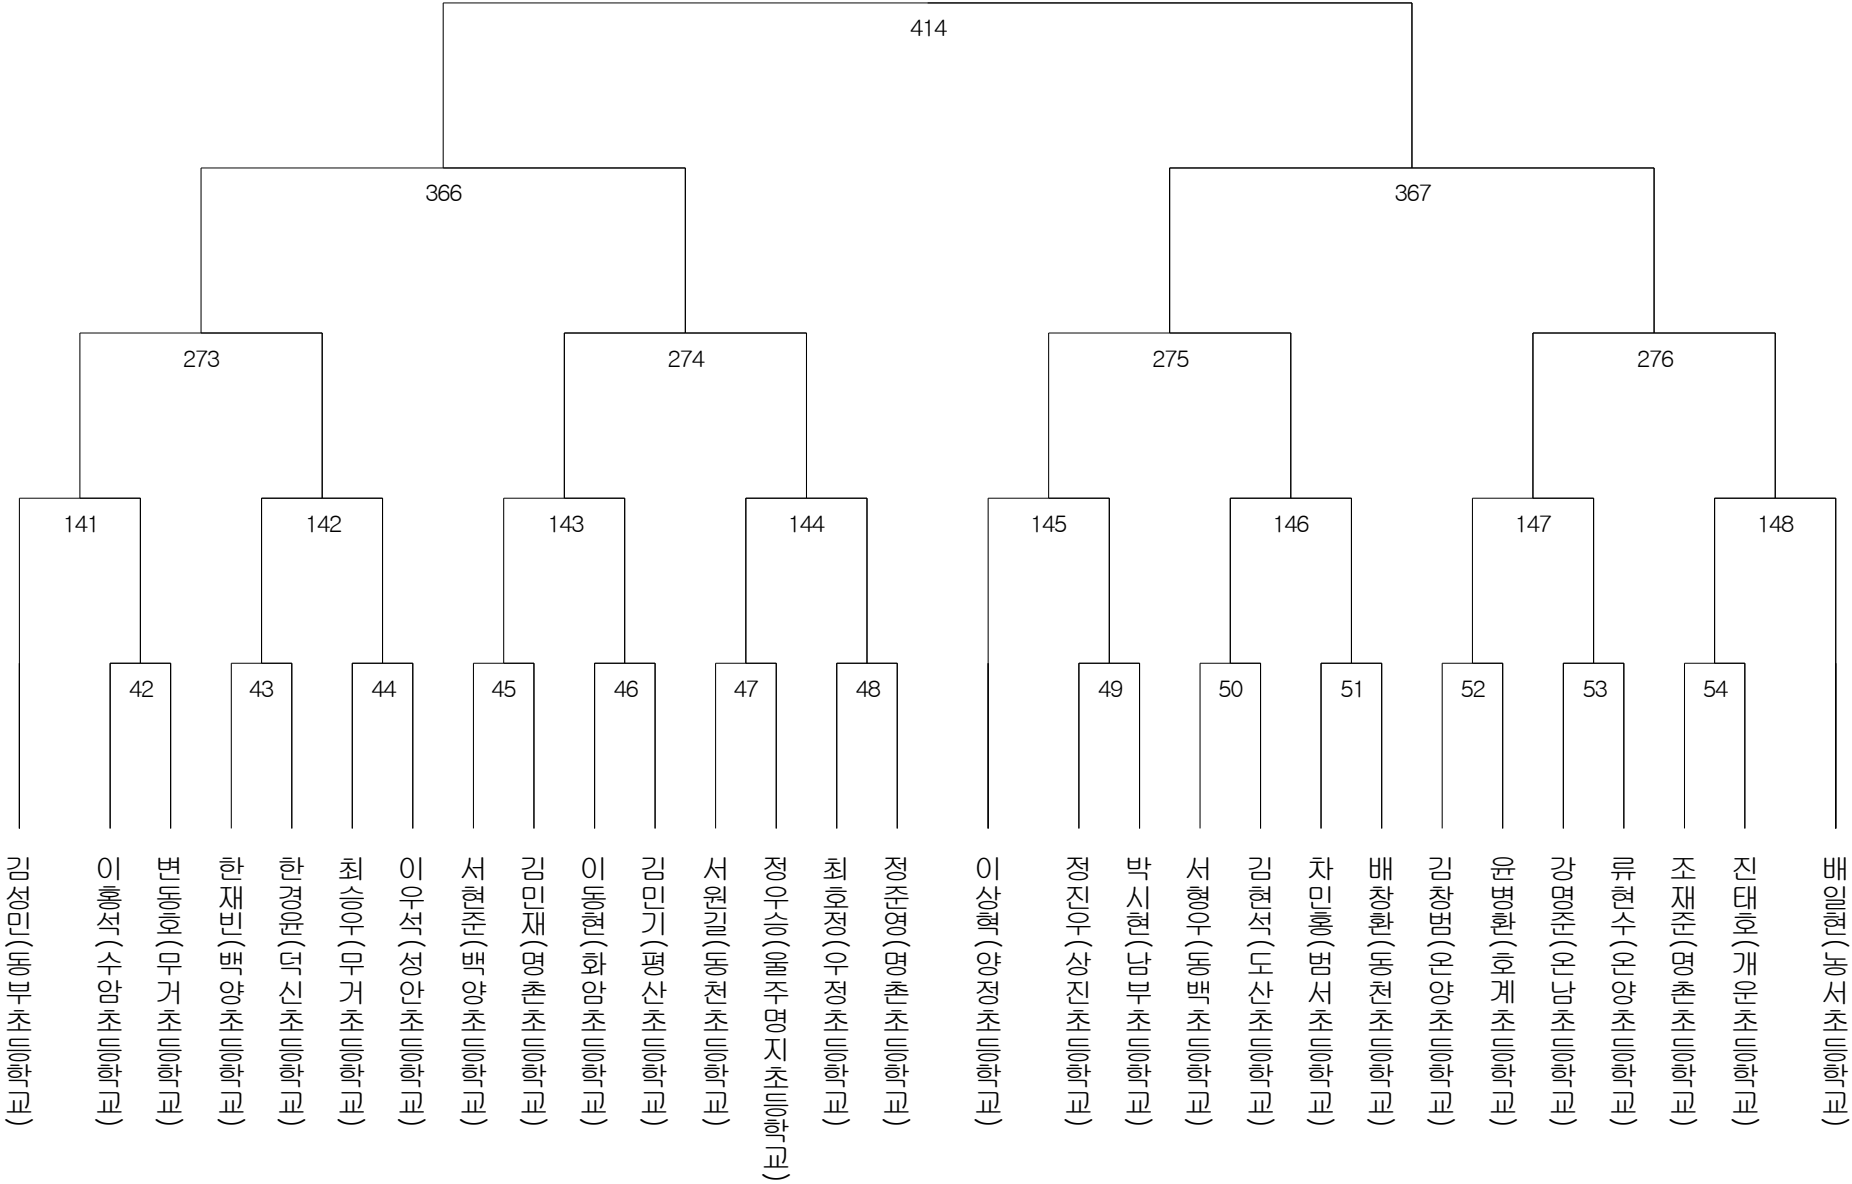 414
366
367
273
274
275
276
141
142
143
144
145
146
147
148
42
43
44
45
46
47
48
49
50
51
52
53
54
김성민(동부초등학교)
이홍석(수암초등학교)
변동호(무거초등학교)
한재빈(백양초등학교)
한경윤(덕신초등학교)
최승우(무거초등학교)
이우석(성안초등학교)
서현준(백양초등학교)
김민재(명촌초등학교)
이동현(화암초등학교)
김민기(평산초등학교)
서원길(동천초등학교)
정우승(울주명지초등학교)
최호정(우정초등학교)
정준영(명촌초등학교)
이상혁(양정초등학교)
정진우(상진초등학교)
박시현(남부초등학교)
서형우(동백초등학교)
김현석(도산초등학교)
차민홍(범서초등학교)
배창환(동천초등학교)
김창범(온양초등학교)
윤병환(호계초등학교)
강명준(온남초등학교)
류현수(온양초등학교)
조재준(명촌초등학교)
진태호(개운초등학교)
배일현(농서초등학교)